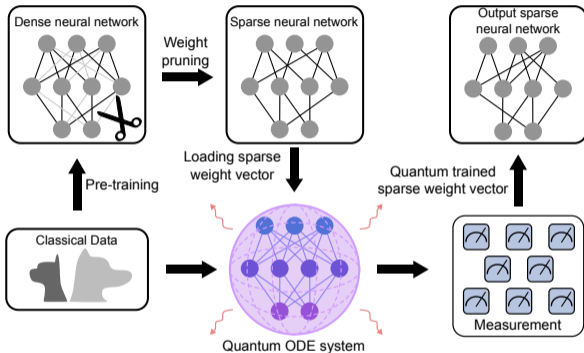 Dense neural network
Weight
pruning
Sparse neural network
Output sparse
neural network
Pre-training
Loading sparse
weight vector
Quantum trained
sparse weight vector
Classical Data
Quantum ODE system
Measurement